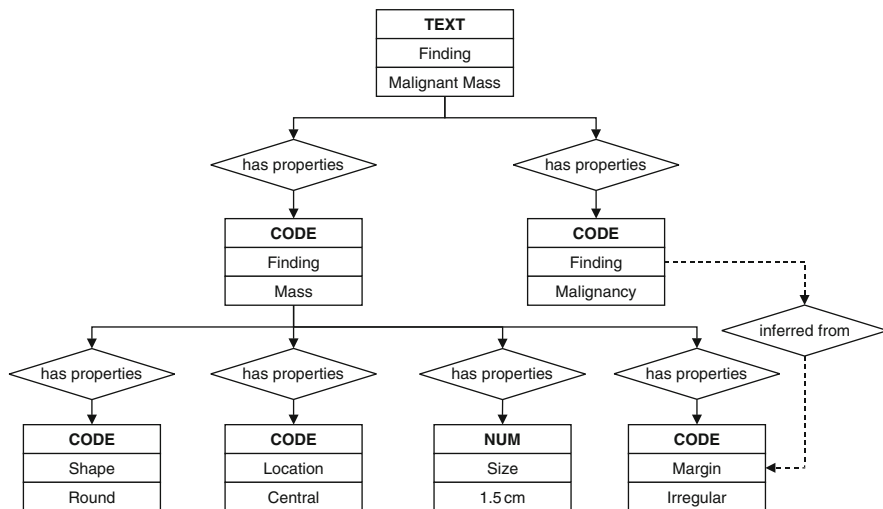 TEXT
Finding
Malignant Mass
has properties
has properties
CODE
Finding
Mass
CODE
Finding
Malignancy
inferred from
has properties
has properties
has properties
has properties
CODE
Shape
Round
CODE
Location
Central
NUM
Size
1.5 cm
CODE
Margin
Irregular